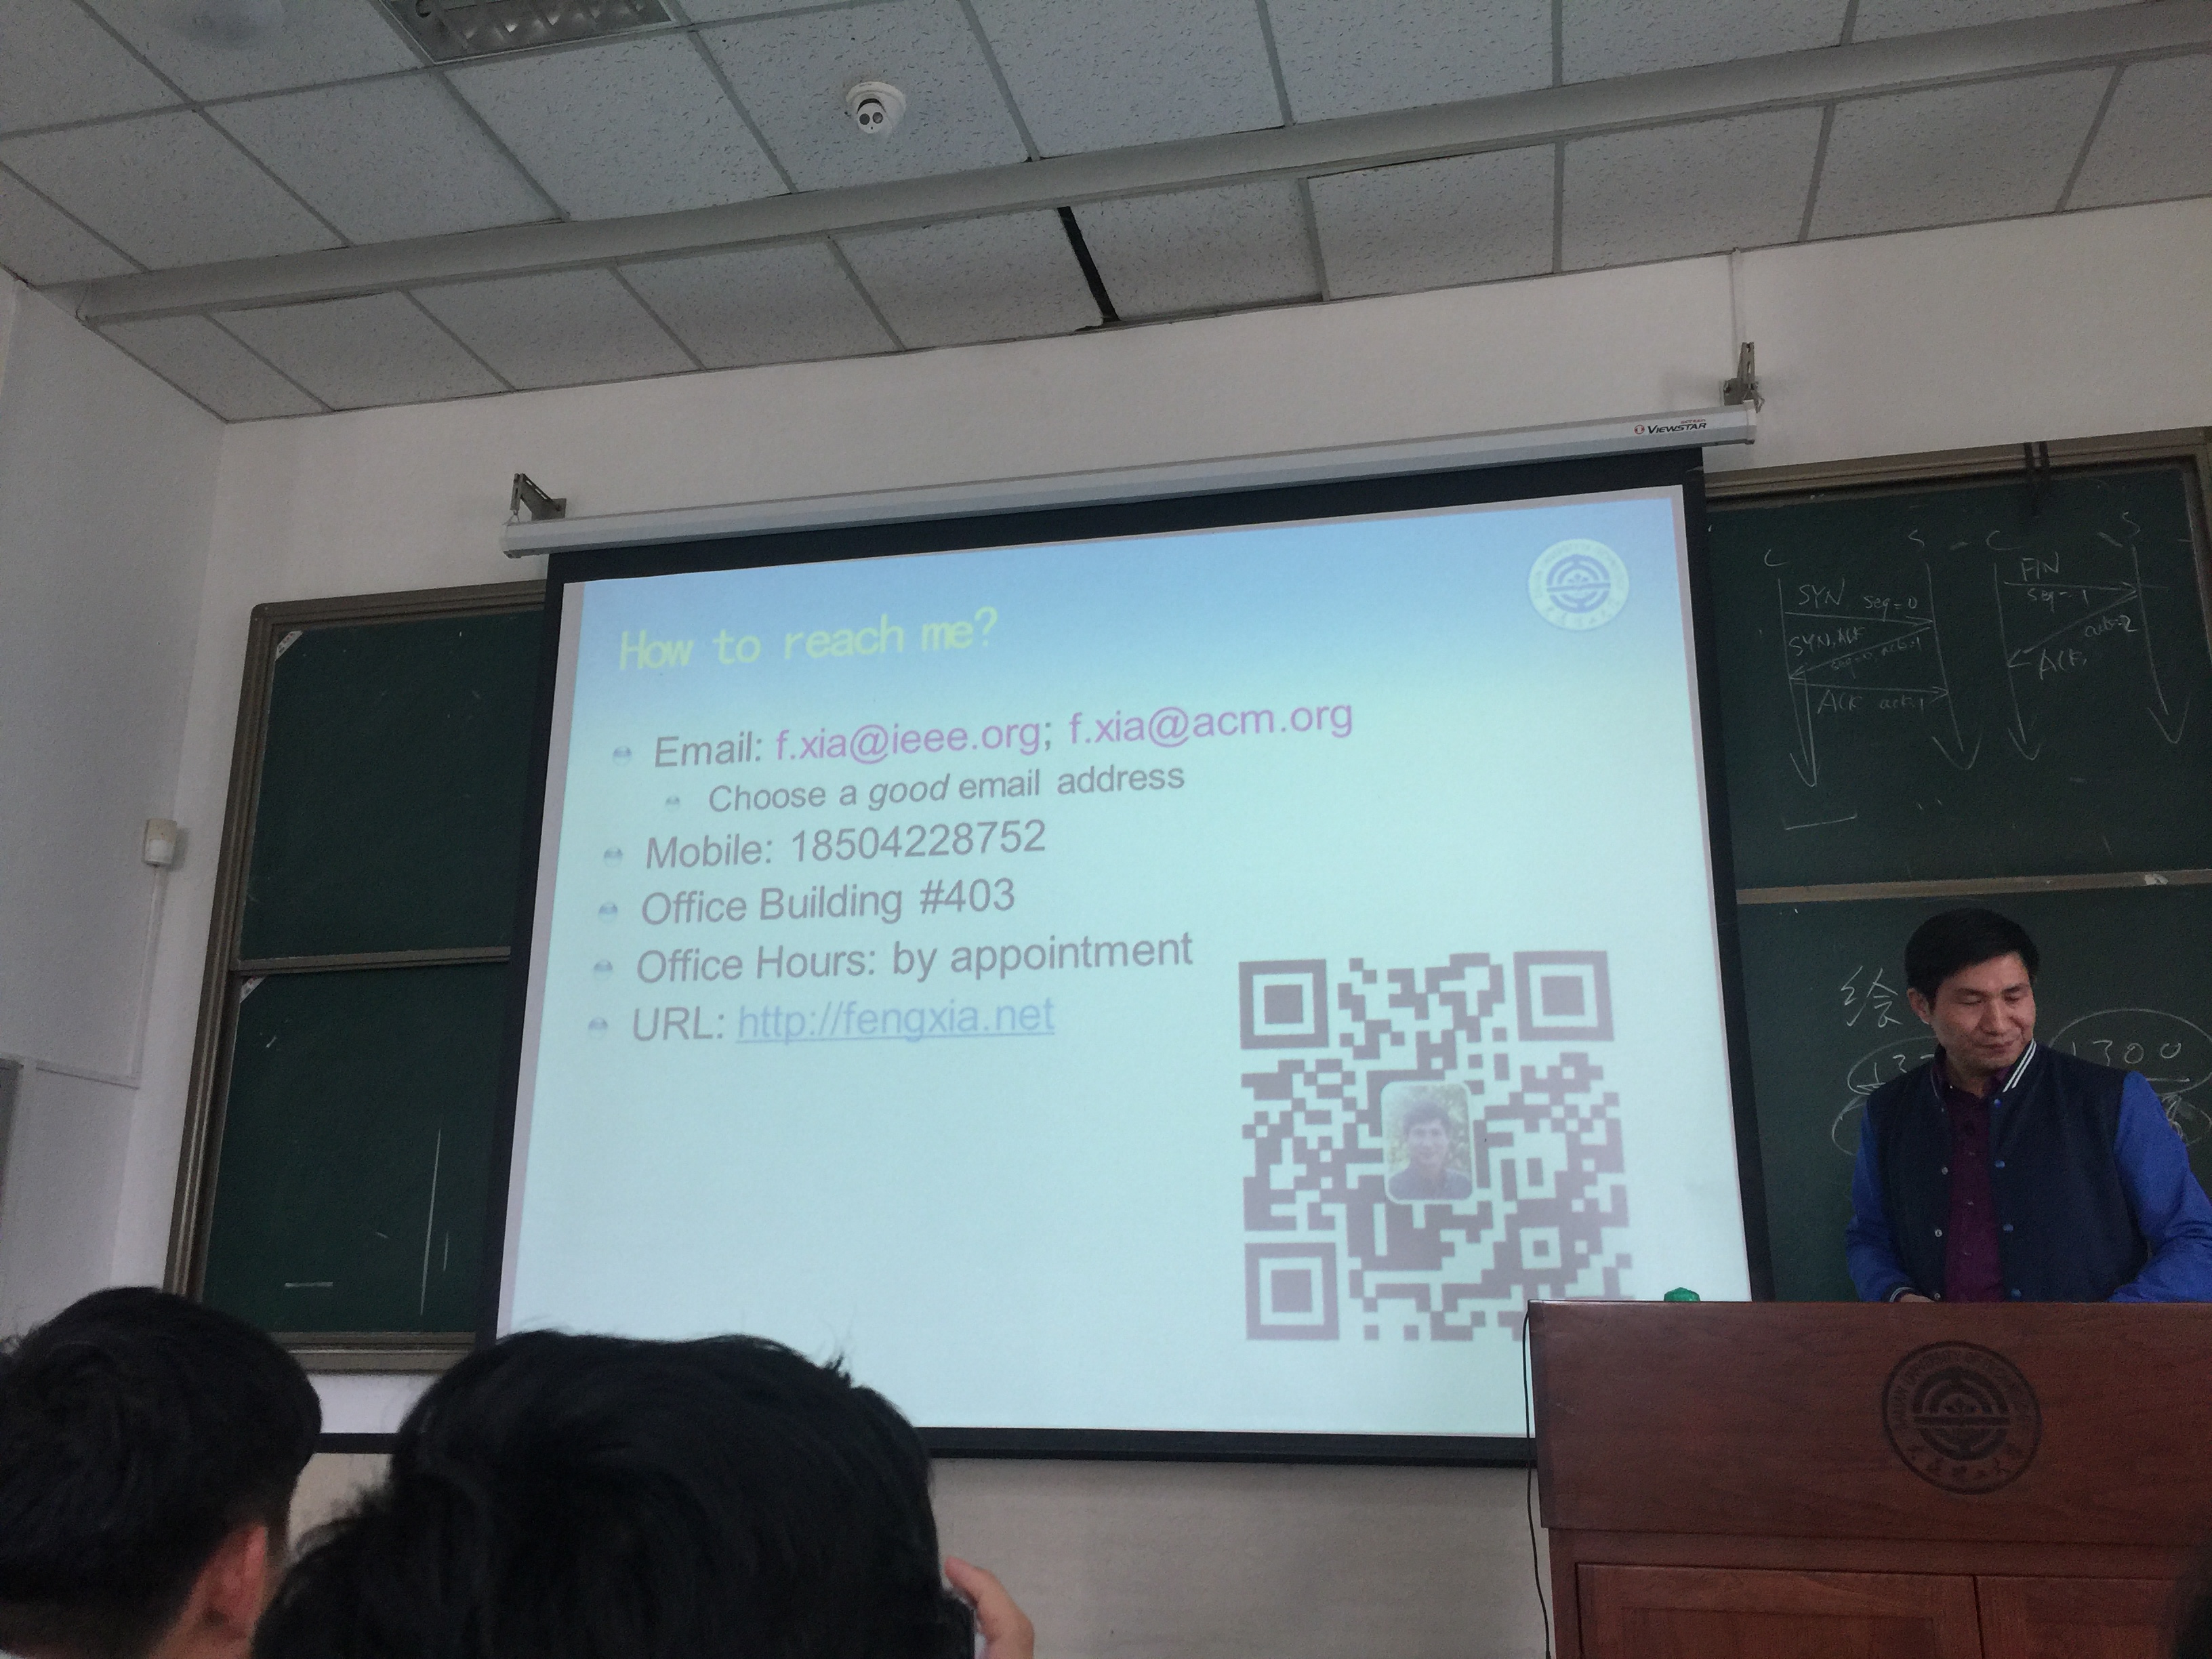 VIEWSTAR
How to reach me?
Email: f.xia@ieee.org; f.xia@acm.org
Choose a good email address
Mobile: 18504228752
Office Building #403
Office Hours: by appointment
URL: http://fengxia.net
C S C S
SYN seq=0
SYN, ACK
ACK ack=1
FIN
seq=1
ack=2
ACK
绘
1300